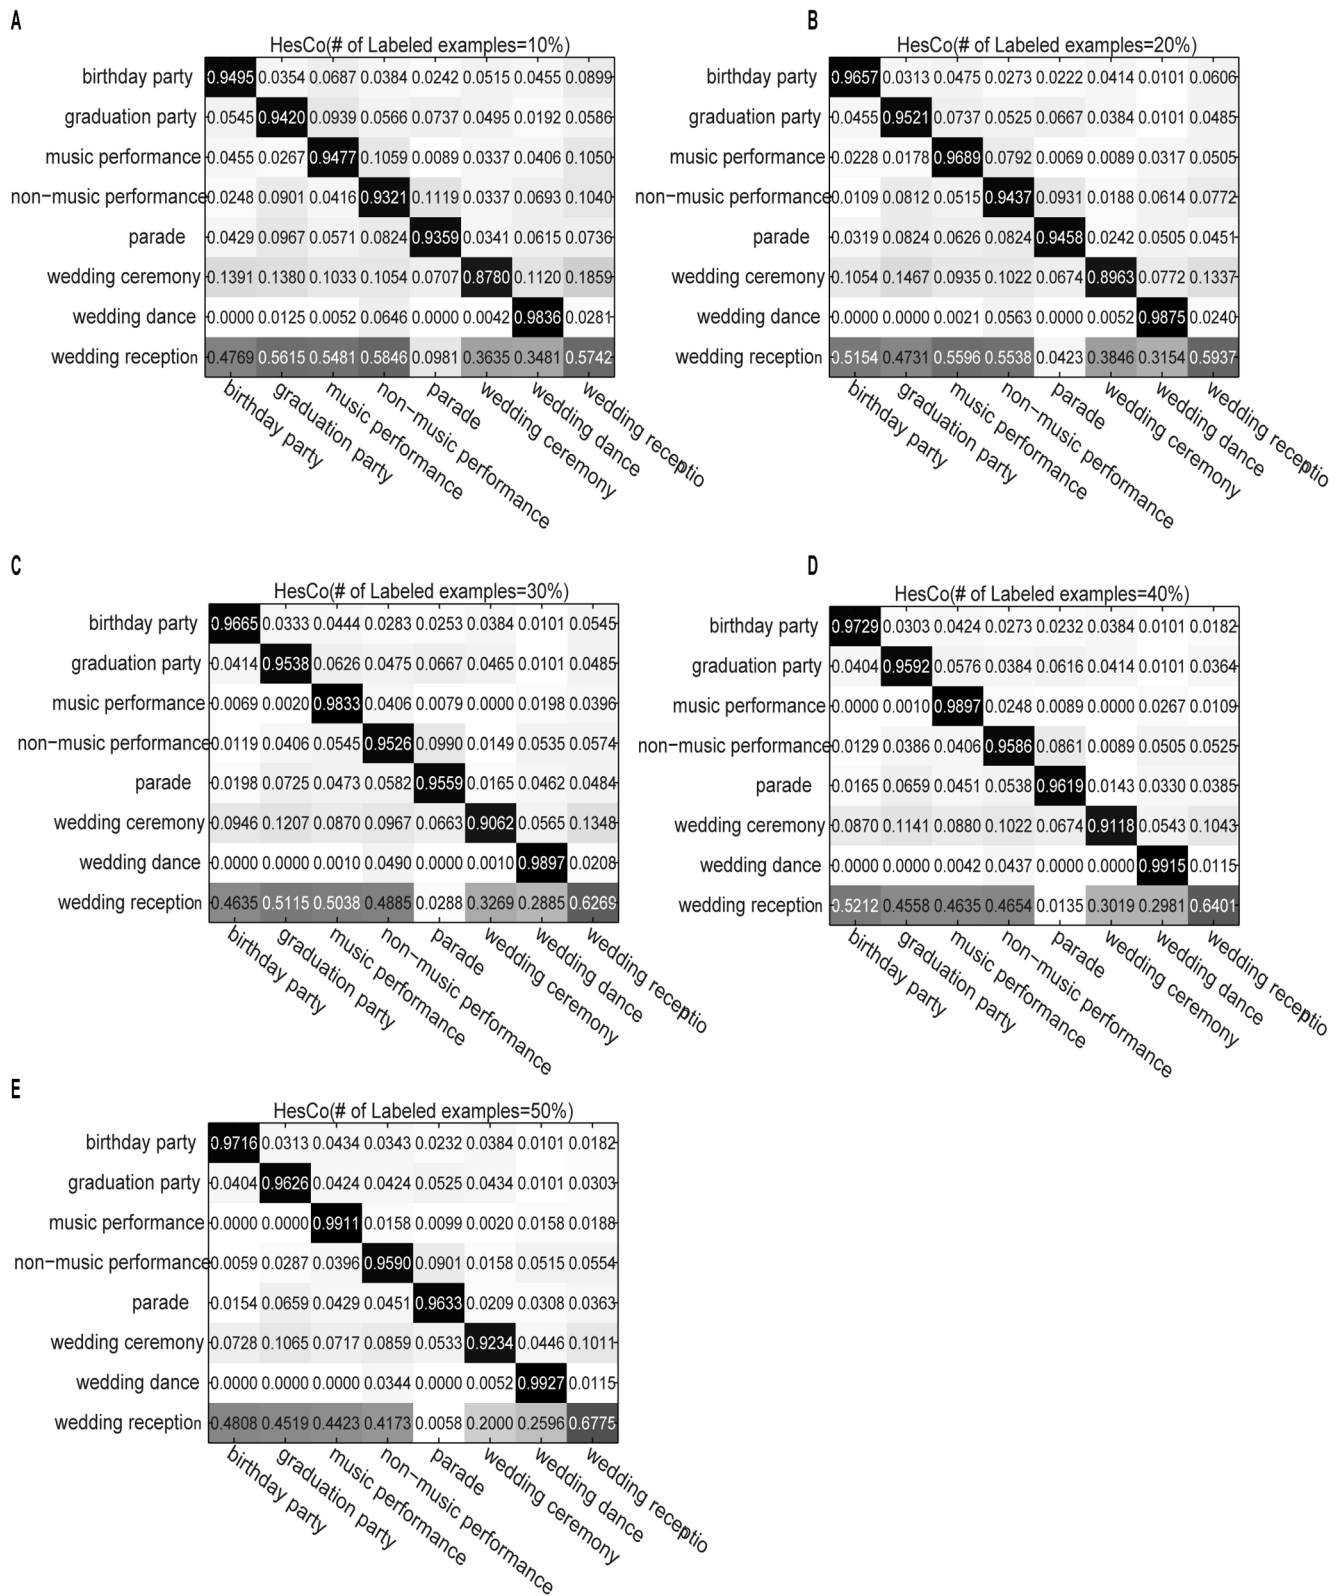 A
HesCo(# of Labeled examples=10%)
birthday party 0.9495 0.0354 0.0687 0.0384 0.0242 0.0515 0.0455 0.0899
graduation party 0.0545 0.9420 0.0939 0.0566 0.0737 0.0495 0.0192 0.0586
music performance 0.0455 0.0267 0.9477 0.1059 0.0089 0.0337 0.0406 0.1050
non-music performance 0.0248 0.0901 0.0416 0.9321 0.1119 0.0337 0.0693 0.1040
parade 0.0429 0.0967 0.0571 0.0824 0.9359 0.0341 0.0615 0.0736
wedding ceremony 0.1391 0.1380 0.1033 0.1054 0.0707 0.8780 0.1120 0.1859
wedding dance 0.0000 0.0125 0.0052 0.0646 0.0000 0.0042 0.9836 0.0281
wedding reception 0.4769 0.5615 0.5481 0.5846 0.0981 0.3635 0.3481 0.5742
birthday party
graduation party
music performance
non-music performance
parade
wedding ceremony
wedding dance
wedding receptio
B
HesCo(# of Labeled examples=20%)
birthday party 0.9657 0.0313 0.0475 0.0273 0.0222 0.0414 0.0101 0.0606
graduation party 0.0455 0.9521 0.0737 0.0525 0.0667 0.0384 0.0101 0.0485
music performance 0.0228 0.0178 0.9689 0.0792 0.0069 0.0089 0.0317 0.0505
non-music performance 0.0109 0.0812 0.0515 0.9437 0.0931 0.0188 0.0614 0.0772
parade 0.0319 0.0824 0.0626 0.0824 0.9458 0.0242 0.0505 0.0451
wedding ceremony 0.1054 0.1467 0.0935 0.1022 0.0674 0.8963 0.0772 0.1337
wedding dance 0.0000 0.0000 0.0021 0.0563 0.0000 0.0052 0.9875 0.0240
wedding reception 0.5154 0.4731 0.5596 0.5538 0.0423 0.3846 0.3154 0.5937
birthday party
graduation party
music performance
non-music performance
parade
wedding ceremony
wedding dance
wedding receptio
C
HesCo(# of Labeled examples=30%)
birthday party 0.9665 0.0333 0.0444 0.0283 0.0253 0.0384 0.0101 0.0545
graduation party 0.0414 0.9538 0.0626 0.0475 0.0667 0.0465 0.0101 0.0485
music performance 0.0069 0.0020 0.9833 0.0406 0.0079 0.0000 0.0198 0.0396
non-music performance 0.0119 0.0406 0.0545 0.9526 0.0990 0.0149 0.0535 0.0574
parade 0.0198 0.0725 0.0473 0.0582 0.9559 0.0165 0.0462 0.0484
wedding ceremony 0.0946 0.1207 0.0870 0.0967 0.0663 0.9062 0.0565 0.1348
wedding dance 0.0000 0.0000 0.0010 0.0490 0.0000 0.0010 0.9897 0.0208
wedding reception 0.4635 0.5115 0.5038 0.4885 0.0288 0.3269 0.2885 0.6269
birthday party
graduation party
music performance
non-music performance
parade
wedding ceremony
wedding dance
wedding receptio
D
HesCo(# of Labeled examples=40%)
birthday party 0.9729 0.0303 0.0424 0.0273 0.0232 0.0384 0.0101 0.0182
graduation party 0.0404 0.9592 0.0576 0.0384 0.0616 0.0414 0.0101 0.0364
music performance 0.0000 0.0010 0.9897 0.0248 0.0089 0.0000 0.0267 0.0109
non-music performance 0.0129 0.0386 0.0406 0.9586 0.0861 0.0089 0.0505 0.0525
parade 0.0165 0.0659 0.0451 0.0538 0.9619 0.0143 0.0330 0.0385
wedding ceremony 0.0870 0.1141 0.0880 0.1022 0.0674 0.9118 0.0543 0.1043
wedding dance 0.0000 0.0000 0.0042 0.0437 0.0000 0.0000 0.9915 0.0115
wedding reception 0.5212 0.4558 0.4635 0.4654 0.0135 0.3019 0.2981 0.6401
birthday party
graduation party
music performance
non-music performance
parade
wedding ceremony
wedding dance
wedding receptio
E
HesCo(# of Labeled examples=50%)
birthday party 0.9716 0.0313 0.0434 0.0343 0.0232 0.0384 0.0101 0.0182
graduation party 0.0404 0.9626 0.0424 0.0424 0.0525 0.0434 0.0101 0.0303
music performance 0.0000 0.0000 0.9911 0.0158 0.0099 0.0020 0.0158 0.0188
non-music performance 0.0059 0.0287 0.0396 0.9590 0.0901 0.0158 0.0515 0.0554
parade 0.0154 0.0659 0.0429 0.0451 0.9633 0.0209 0.0308 0.0363
wedding ceremony 0.0728 0.1065 0.0717 0.0859 0.0533 0.9234 0.0446 0.1011
wedding dance 0.0000 0.0000 0.0000 0.0344 0.0000 0.0052 0.9927 0.0115
wedding reception 0.4808 0.4519 0.4423 0.4173 0.0058 0.2000 0.2596 0.6775
birthday party
graduation party
music performance
non-music performance
parade
wedding ceremony
wedding dance
wedding receptio